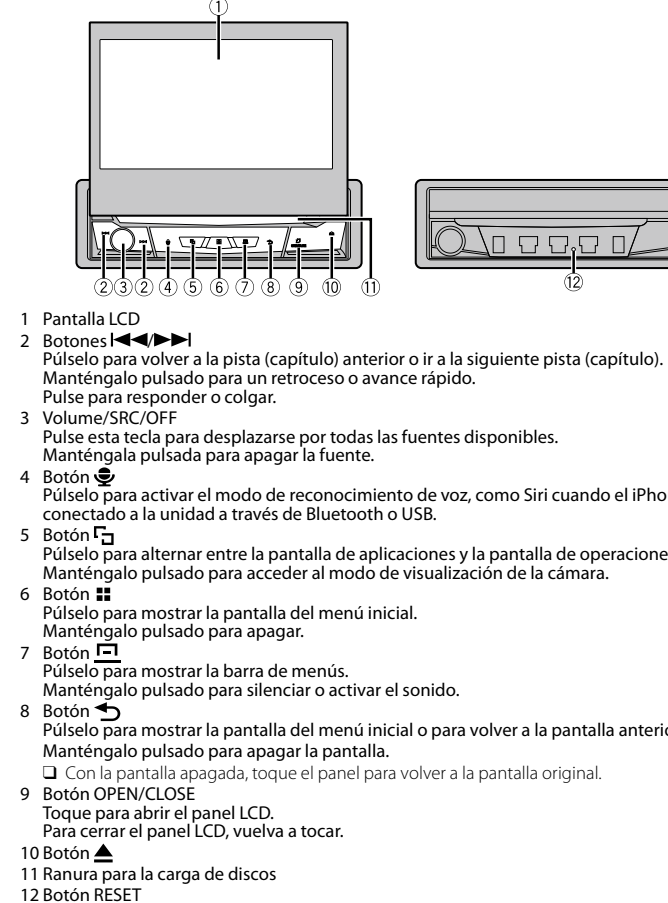 ①
②③② ④ ⑤ ⑥ ⑦ ⑧ ⑨ ⑩ ⑪
⑫
1 Pantalla LCD
2 Botones ⏮/⏭
Púlselo para volver a la pista (capítulo) anterior o ir a la siguiente pista (capítulo).
Manténgalo pulsado para un retroceso o avance rápido.
Pulse para responder o colgar.
3 Volume/SRC/OFF
Pulse esta tecla para desplazarse por todas las fuentes disponibles.
Manténgala pulsada para apagar la fuente.
4 Botón
Púlselo para activar el modo de reconocimiento de voz, como Siri cuando el iPho
conectado a la unidad a través de Bluetooth o USB.
5 Botón
Púlselo para alternar entre la pantalla de aplicaciones y la pantalla de operacione
Manténgalo pulsado para acceder al modo de visualización de la cámara.
6 Botón
Púlselo para mostrar la pantalla del menú inicial.
Manténgalo pulsado para apagar.
7 Botón
Púlselo para mostrar la barra de menús.
Manténgalo pulsado para silenciar o activar el sonido.
8 Botón
Púlselo para mostrar la pantalla del menú inicial o para volver a la pantalla anterio
Manténgalo pulsado para apagar la pantalla.
❑ Con la pantalla apagada, toque el panel para volver a la pantalla original.
9 Botón OPEN/CLOSE
Toque para abrir el panel LCD.
Para cerrar el panel LCD, vuelva a tocar.
10 Botón ⏏
11 Ranura para la carga de discos
12 Botón RESET